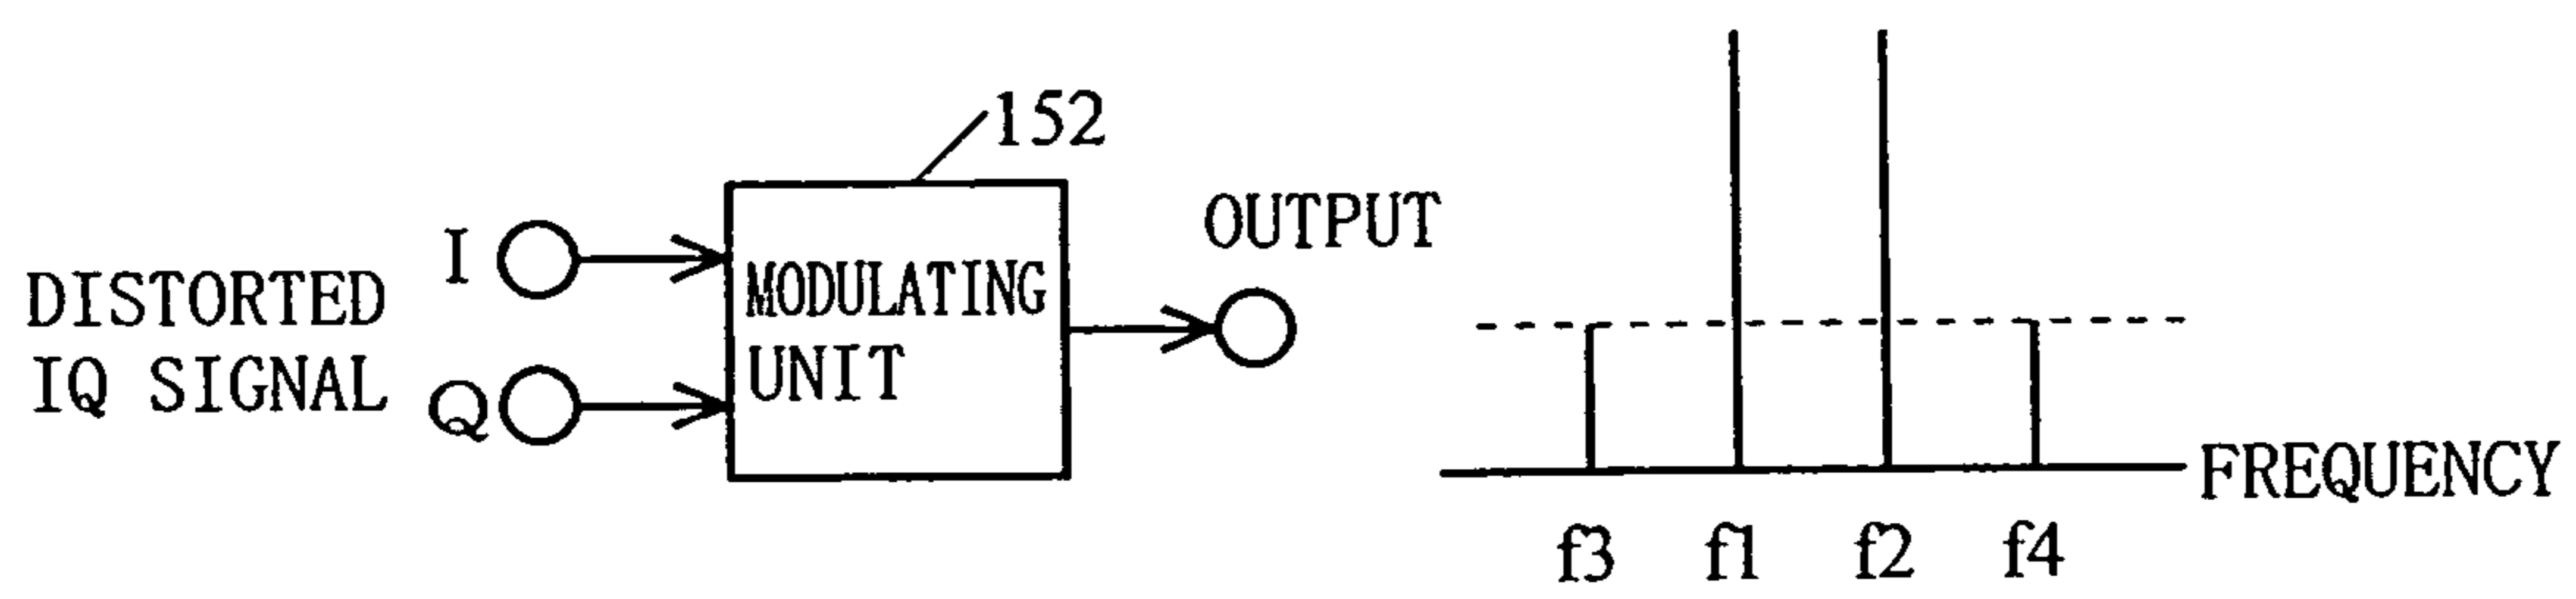 152
OUTPUT
I
DISTORTED
IQ SIGNAL
Q
MODULATING
UNIT
FREQUENCY
f3 f1 f2 f4